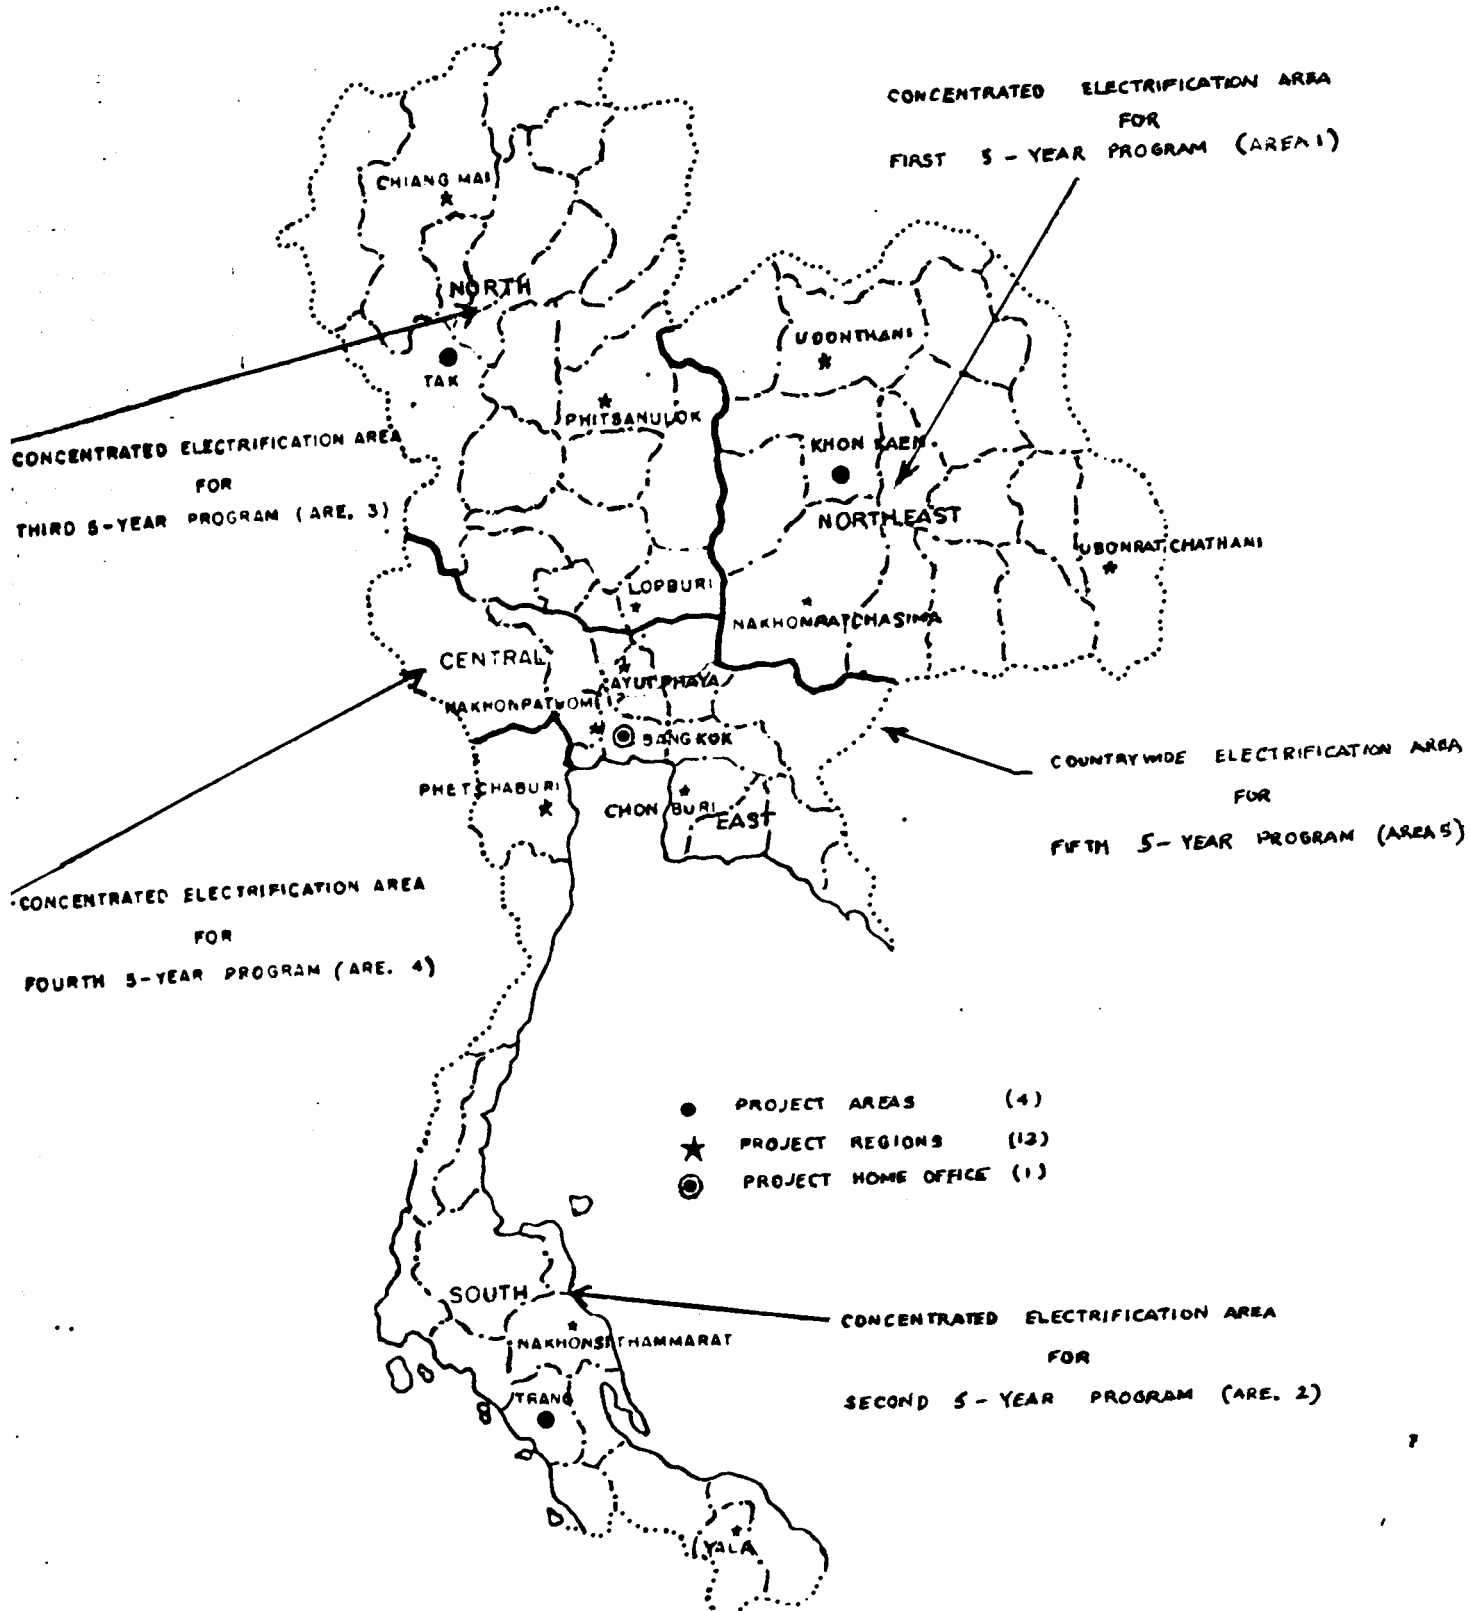 CONCENTRATED ELECTRIFICATION AREA
FOR
FIRST 5-YEAR PROGRAM (AREA 1)
CHIANG MAI
NORTH
UDONTHANI
TAK
PHITSANULOK
CONCENTRATED ELECTRIFICATION AREA
FOR
THIRD 5-YEAR PROGRAM (ARE. 3)
KHON KAEN
NORTHEAST
UBONRATCHATHANI
LOPBURI
NAKHONRATCHASIMA
CENTRAL
AYUTPHAYA
NAKHONPATHOM
BANGKOK
COUNTRYWIDE ELECTRIFICATION AREA
FOR
FIFTH 5-YEAR PROGRAM (AREA 5)
PHETCHABURI
CHON BURI
EAST
CONCENTRATED ELECTRIFICATION AREA
FOR
FOURTH 5-YEAR PROGRAM (ARE. 4)
PROJECT AREAS (4)
PROJECT REGIONS (12)
PROJECT HOME OFFICE (1)
SOUTH
CONCENTRATED ELECTRIFICATION AREA
FOR
SECOND 5-YEAR PROGRAM (ARE. 2)
NAKHONSITHAMMARAT
TRANG
YALA